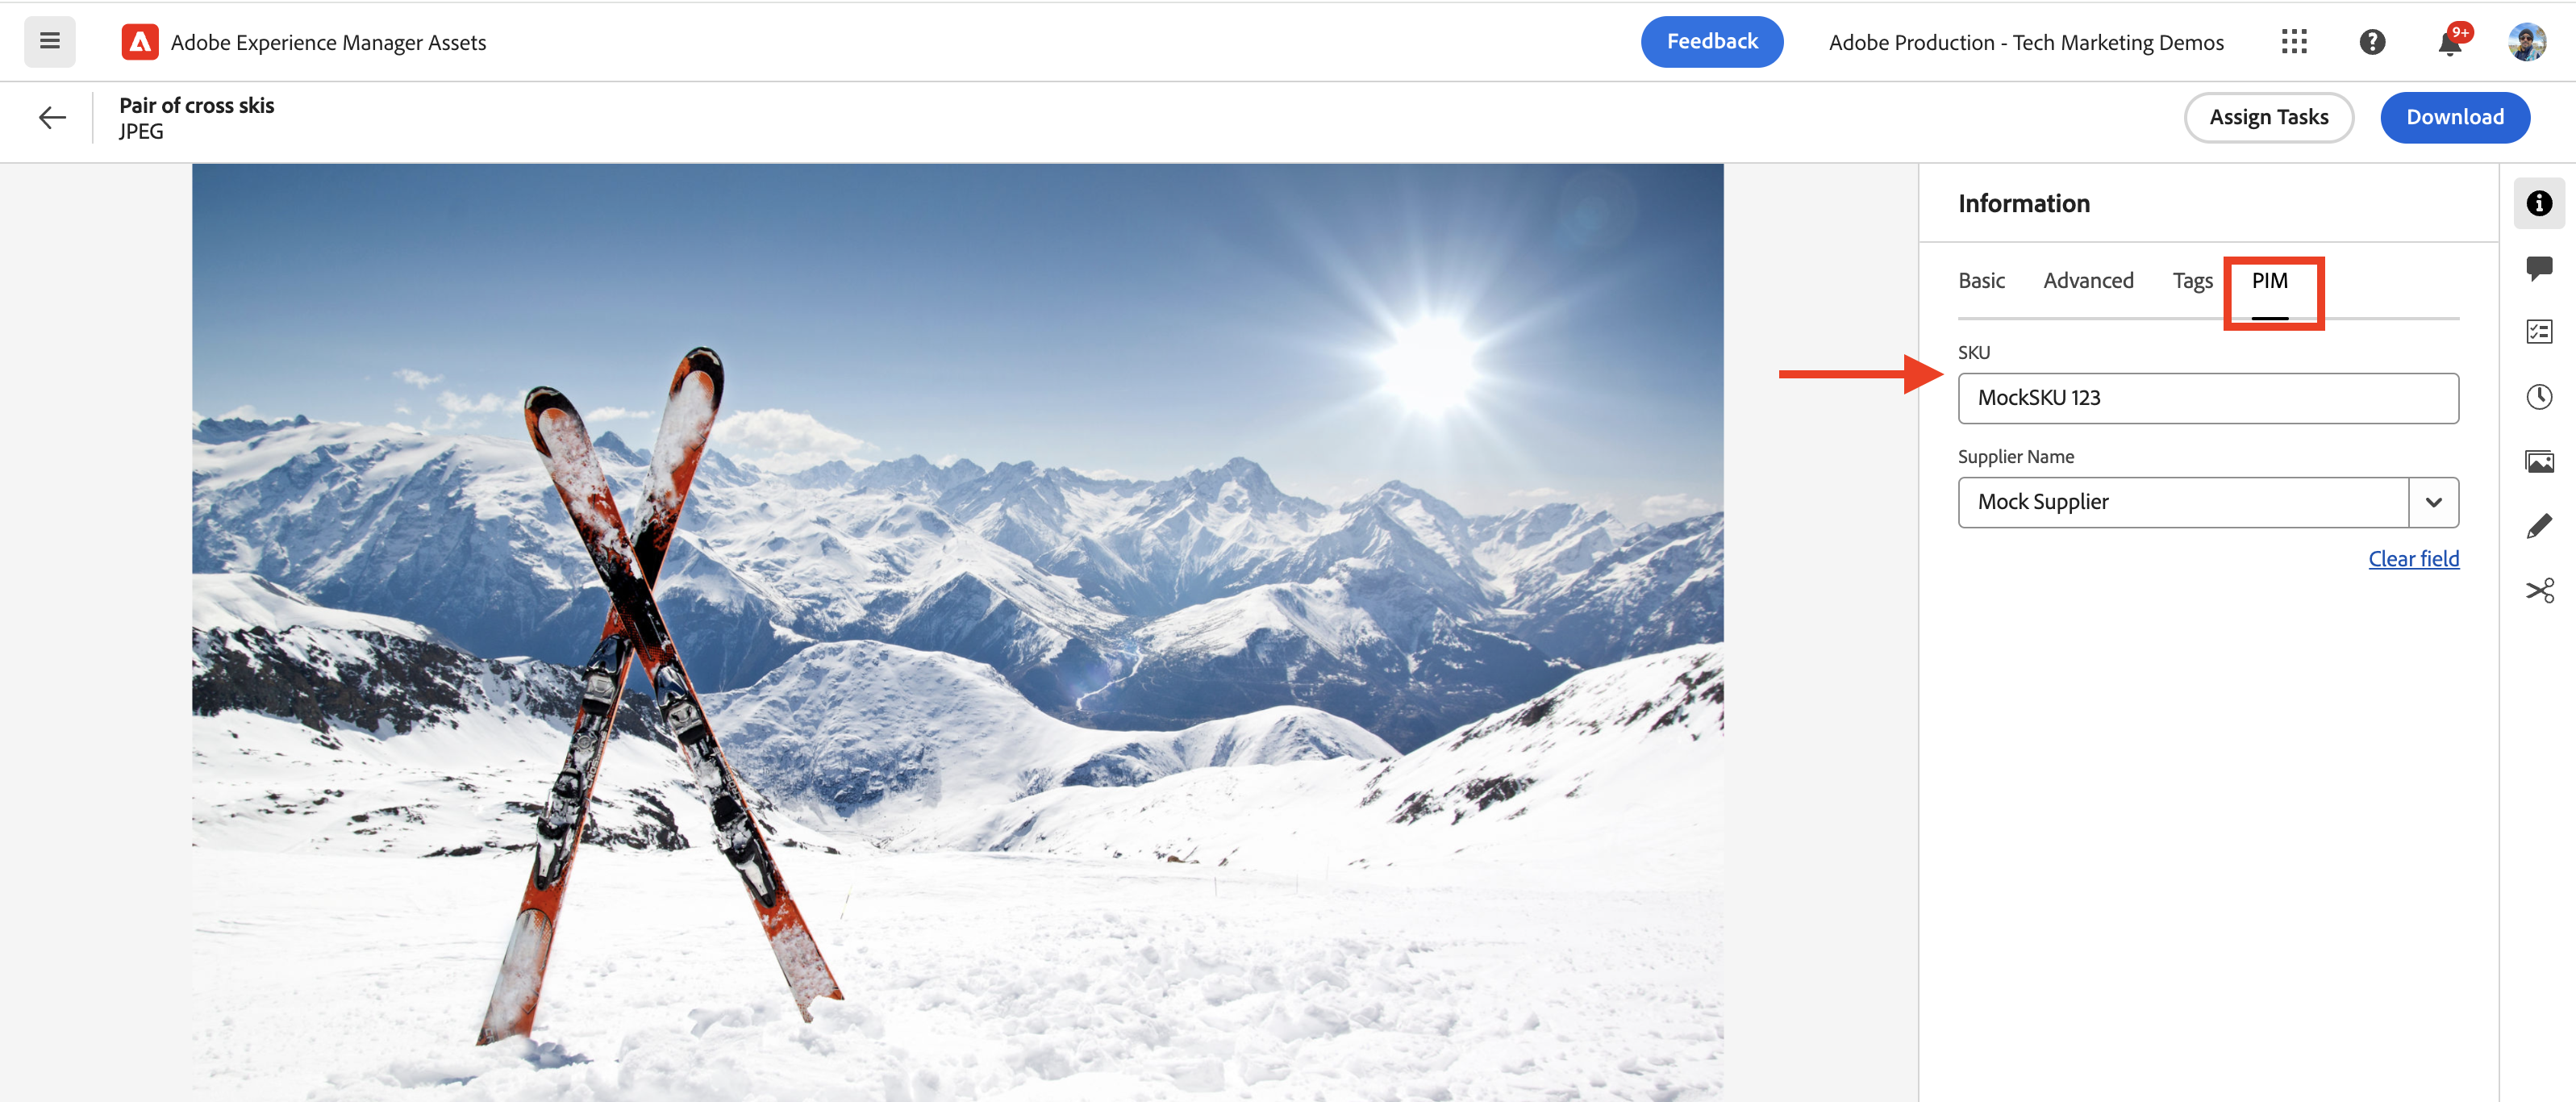 Adobe Experience Manager Assets
Feedback
Adobe Production - Tech Marketing Demos
9+
Pair of cross skis
JPEG
Assign Tasks
Download
Information
Basic
Advanced
Tags
PIM
SKU
MockSKU 123
Supplier Name
Mock Supplier
Clear field